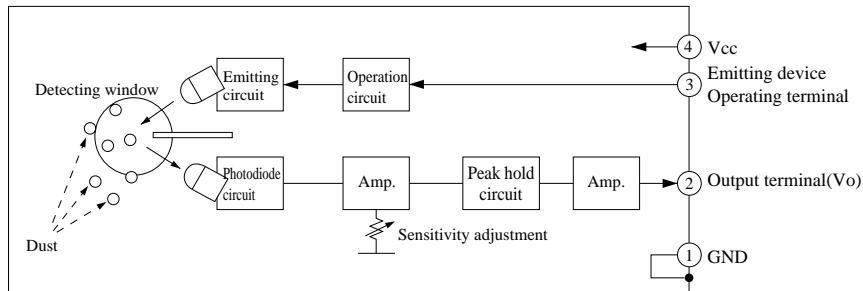 4
Vcc
Emitting
circuit
Operation
circuit
3
Emitting device
Operating terminal
Detecting window
Photodiode
circuit
Amp.
Peak hold
circuit
Amp.
2
Output terminal(Vo)
Sensitivity adjustment
Dust
1
GND